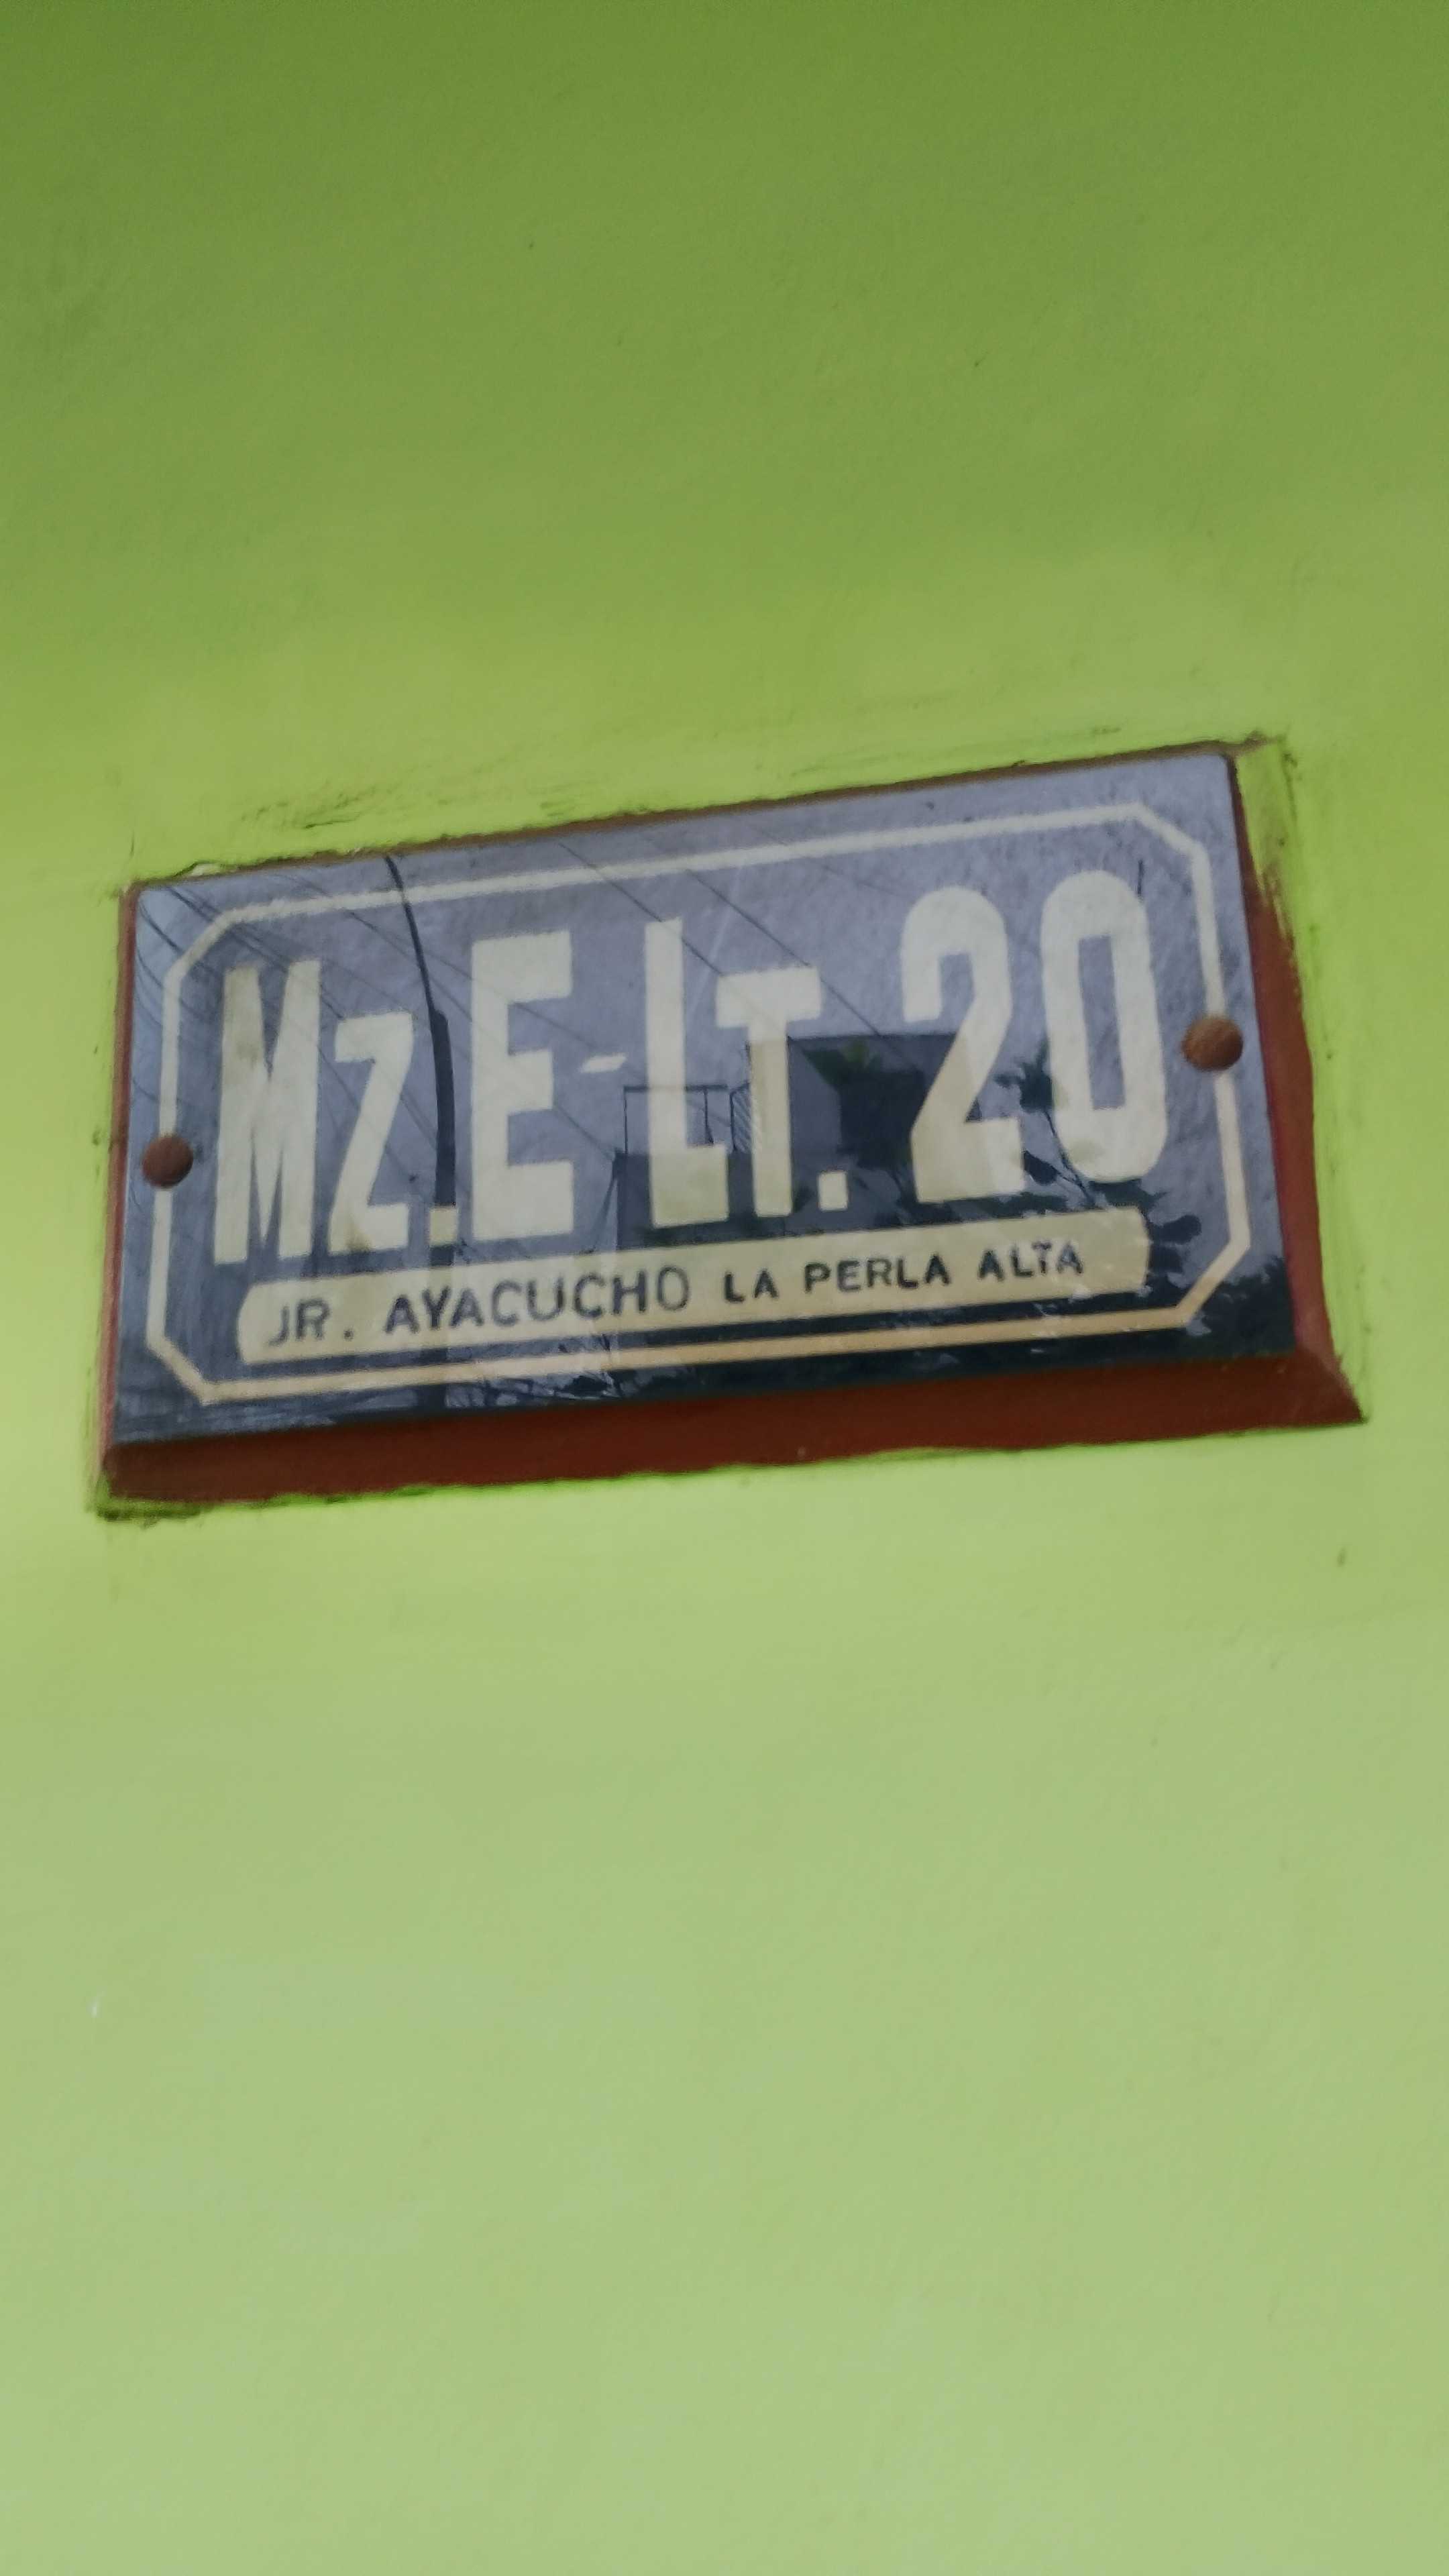 Mz.E-LT.20
JR. AYACUCHO LA PERLA ALTA